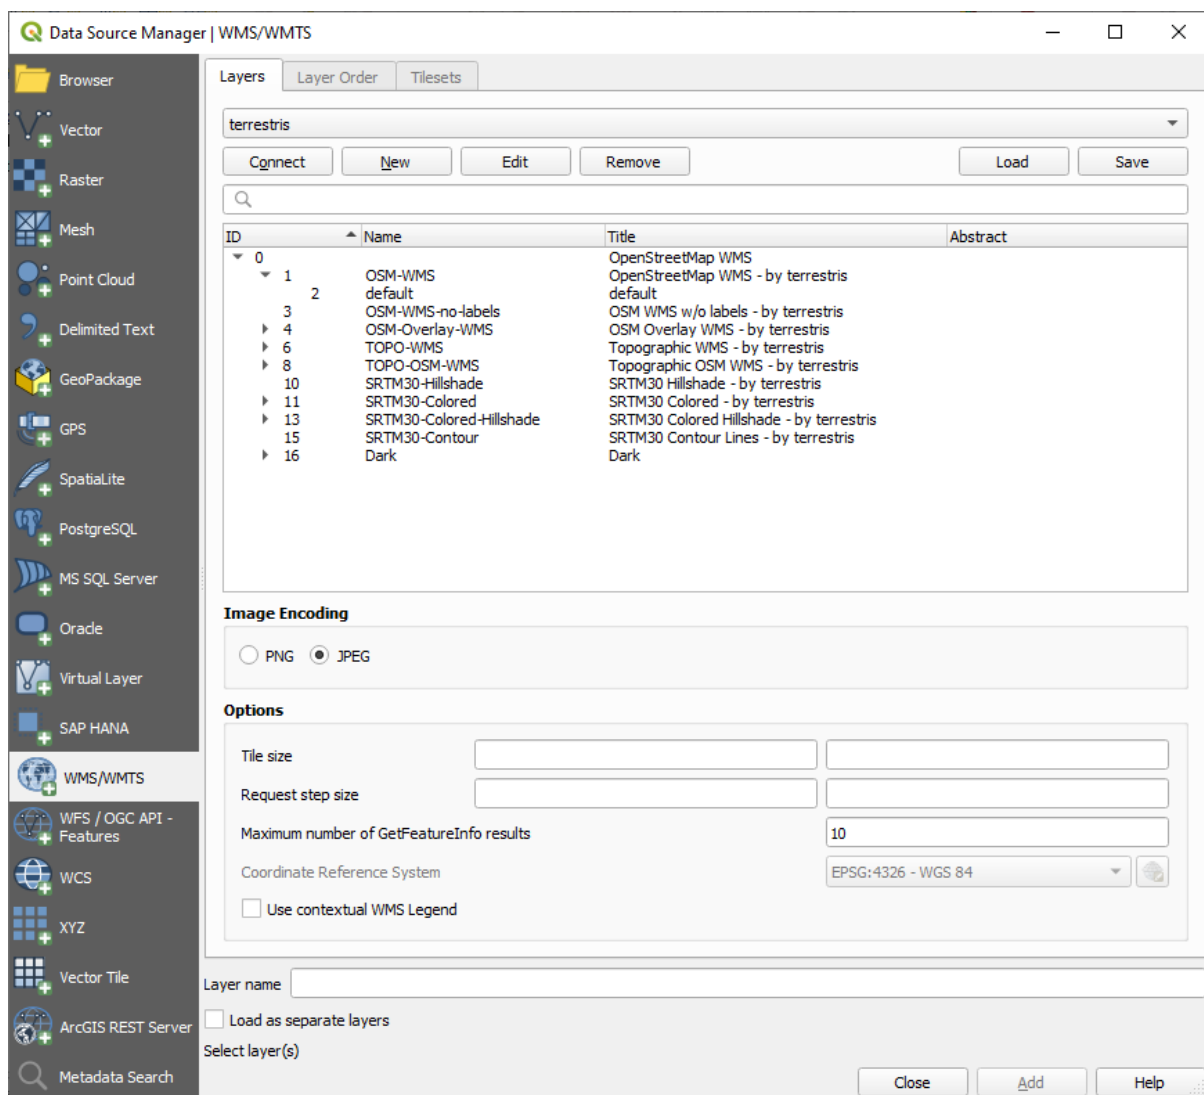 Data Source Manager | WMS/WMTS
Browser
Vector
Raster
Mesh
Point Cloud
Delimited Text
GeoPackage
GPS
SpatiaLite
PostgreSQL
MS SQL Server
Oracle
Virtual Layer
SAP HANA
WMS/WMTS
WFS / OGC API -
Features
WCS
XYZ
Vector Tile
ArcGIS REST Server
Metadata Search
Layers Layer Order Tilesets
terrestris
Connect New Edit Remove Load Save
ID Name Title Abstract
0 OpenStreetMap WMS
1 OSM-WMS OpenStreetMap WMS - by terrestris
2 default default
3 OSM-WMS-no-labels OSM WMS w/o labels - by terrestris
4 OSM-Overlay-WMS OSM Overlay WMS - by terrestris
6 TOPO-WMS Topographic WMS - by terrestris
8 TOPO-OSM-WMS Topographic OSM WMS - by terrestris
10 SRTM30-Hillshade SRTM30 Hillshade - by terrestris
11 SRTM30-Colored SRTM30 Colored - by terrestris
13 SRTM30-Colored-Hillshade SRTM30 Colored Hillshade - by terrestris
15 SRTM30-Contour SRTM30 Contour Lines - by terrestris
16 Dark Dark
Image Encoding
PNG JPEG
Options
Tile size
Request step size
Maximum number of GetFeatureInfo results 10
Coordinate Reference System EPSG:4326 - WGS 84
Use contextual WMS Legend
Layer name
Load as separate layers
Select layer(s)
Close Add Help